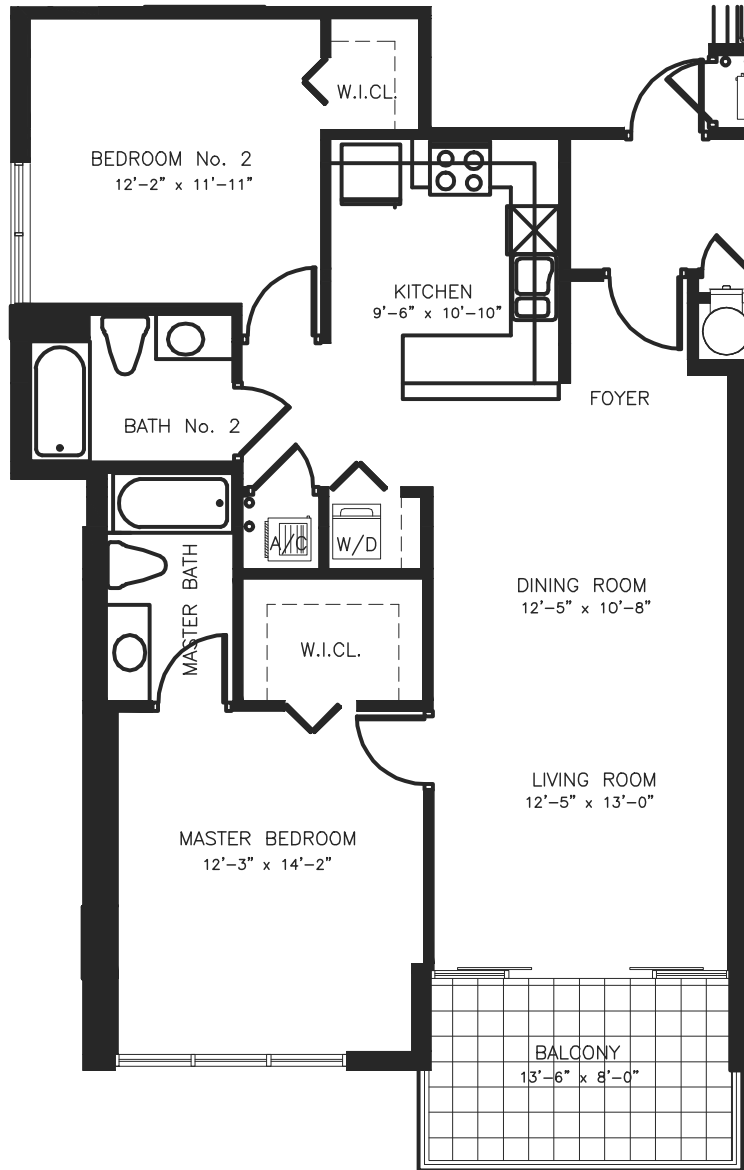 W.I.CL.
BEDROOM No. 2
12'-2" x 11'-11"
KITCHEN
9'-6" x 10'-10"
FOYER
BATH No. 2
A/C
W/D
MASTER BATH
DINING ROOM
12'-5" x 10'-8"
W.I.CL.
LIVING ROOM
12'-5" x 13'-0"
MASTER BEDROOM
12'-3" x 14'-2"
BALCONY
13'-6" x 8'-0"